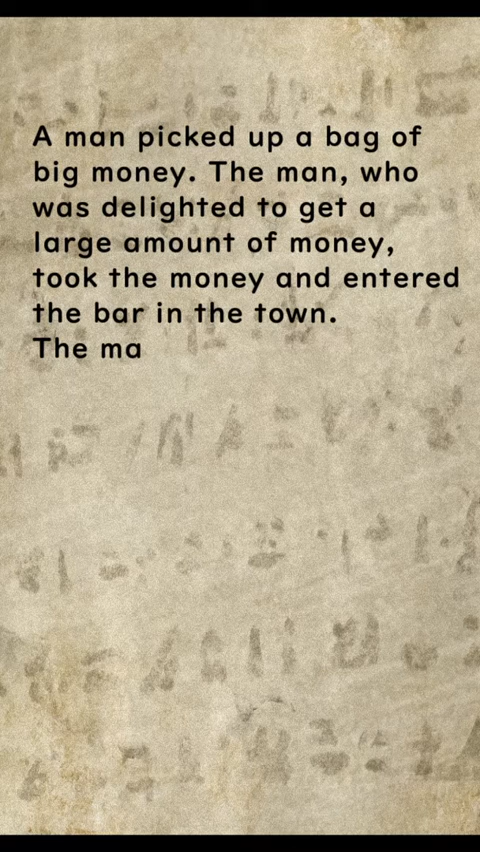 A man picked up a bag of
big money. The man, who
was delighted to get a
large amount of money,
took the money and entered
the bar in the town.
The ma